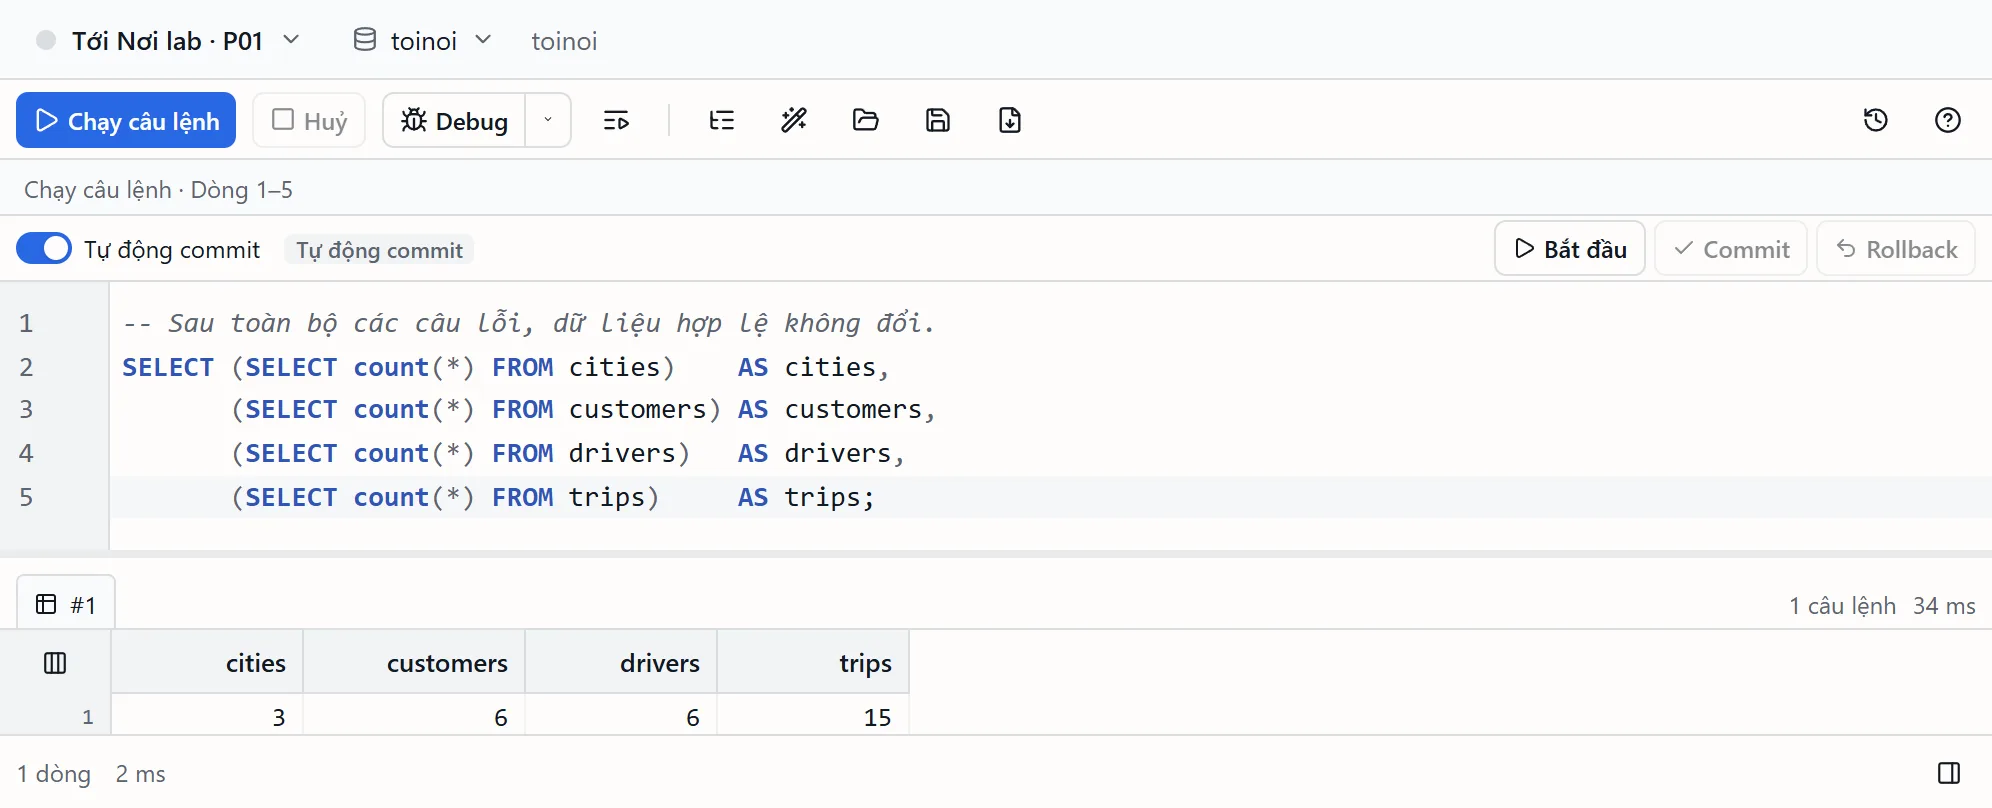 Tới Nơi lab · P01 toinoi toinoi
Chạy câu lệnh Huỷ Debug
Chạy câu lệnh · Dòng 1–5
Tự động commit Tự động commit Bắt đầu Commit Rollback
1 -- Sau toàn bộ các câu lỗi, dữ liệu hợp lệ không đổi.
2 SELECT (SELECT count(*) FROM cities) AS cities,
3 (SELECT count(*) FROM customers) AS customers,
4 (SELECT count(*) FROM drivers) AS drivers,
5 (SELECT count(*) FROM trips) AS trips;
#1 1 câu lệnh 34 ms
cities customers drivers trips
1 3 6 6 15
1 dòng 2 ms